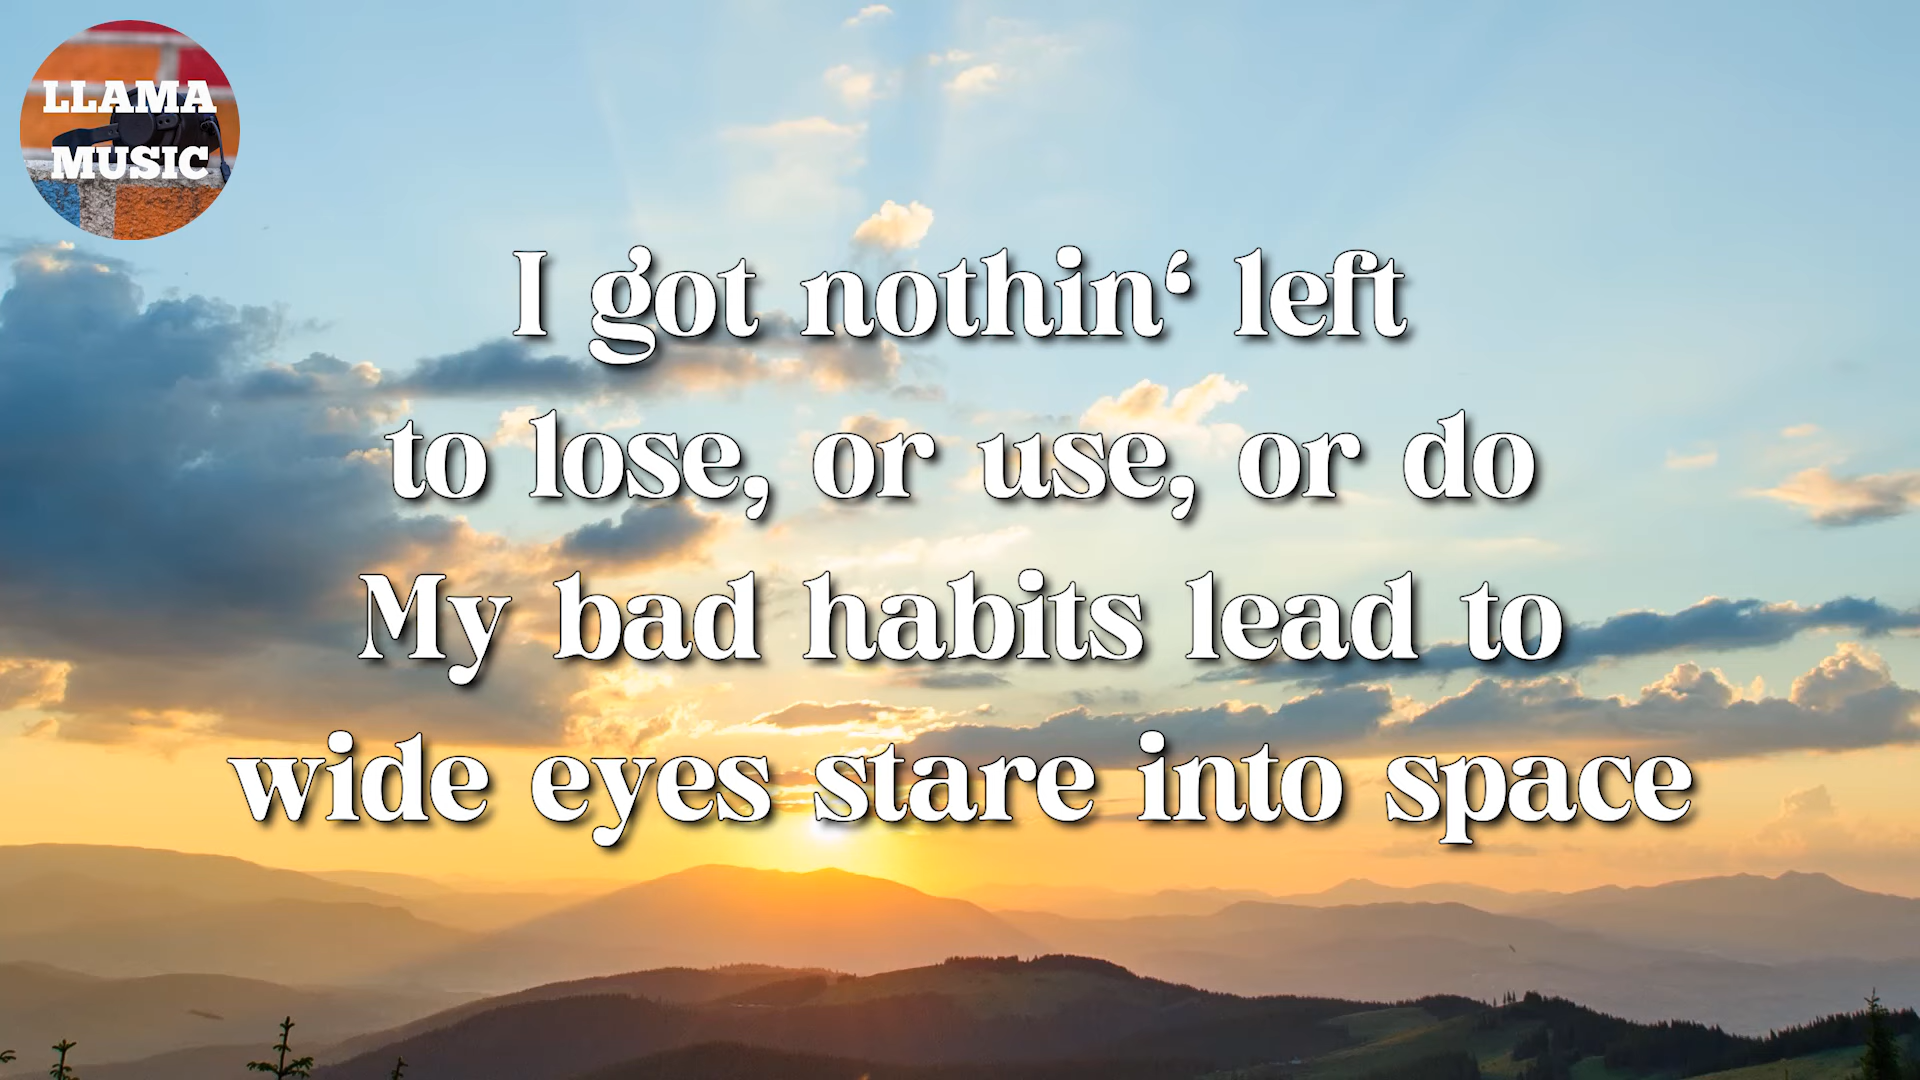 LLAMA
MUSIC
I got nothin‘ left
to lose, or use, or do
My bad habits lead to
wide eyes stare into space